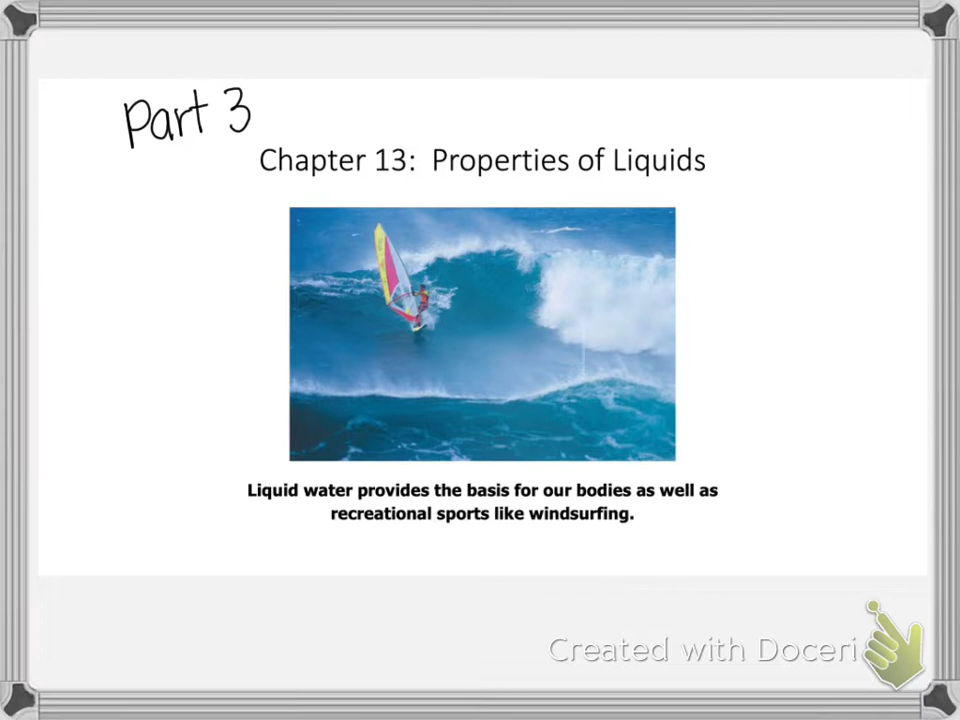 Part 3
Chapter 13: Properties of Liquids
Liquid water provides the basis for our bodies as well as
recreational sports like windsurfing.
Created with Doceri